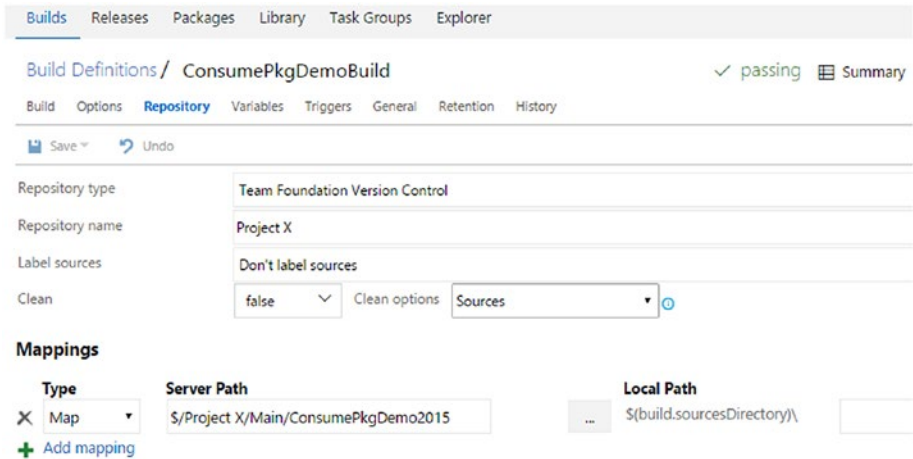 Builds Releases Packages Library Task Groups Explorer
Build Definitions / ConsumePkgDemoBuild passing Summary
Build Options Repository Variables Triggers General Retention History
Save Undo
Repository type Team Foundation Version Control
Repository name Project X
Label sources Don't label sources
Clean false Clean options Sources
Mappings
Type Server Path Local Path
Map $/Project X/Main/ConsumePkgDemo2015 ... $(build.sourcesDirectory)\
Add mapping